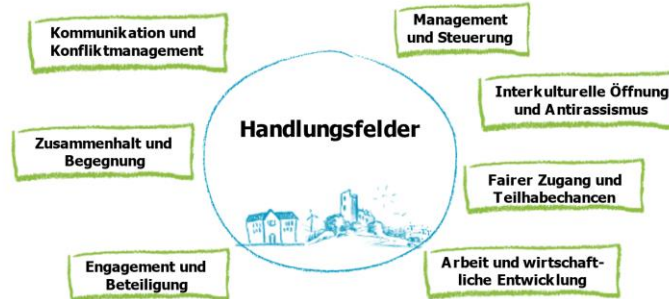 Kommunikation und
Konfliktmanagement
Management
und Steuerung
Interkulturelle Öffnung
und Antirassismus
Handlungsfelder
Zusammenhalt und
Begegnung
Fairer Zugang und
Teilhabechancen
Engagement und
Beteiligung
Arbeit und wirtschaft-
liche Entwicklung